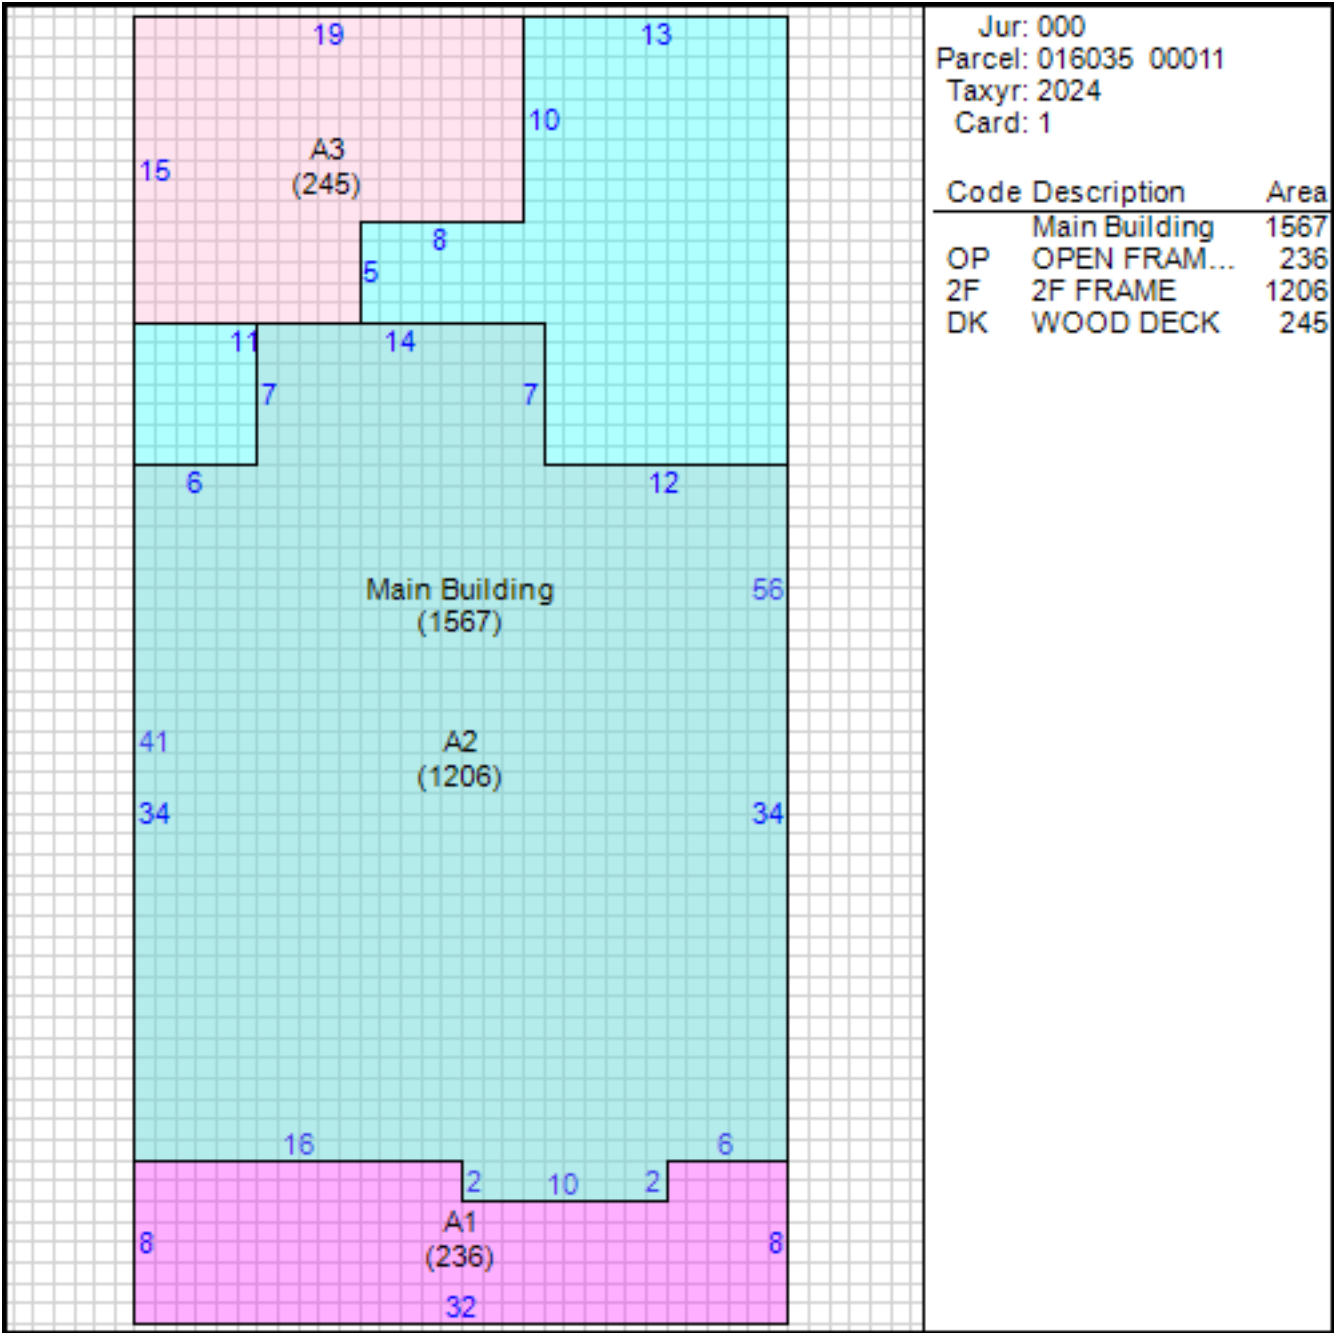 19
13
10
A3
(245)
15
8
5
11
14
7
7
6
12
Main Building
(1567)
56
41
A2
(1206)
34
34
16
6
2
10
2
A1
(236)
8
8
32
Jur: 000
Parcel: 016035 00011
Taxyr: 2024
Card: 1
Code Description Area
Main Building 1567
OP OPEN FRAM... 236
2F 2F FRAME 1206
DK WOOD DECK 245